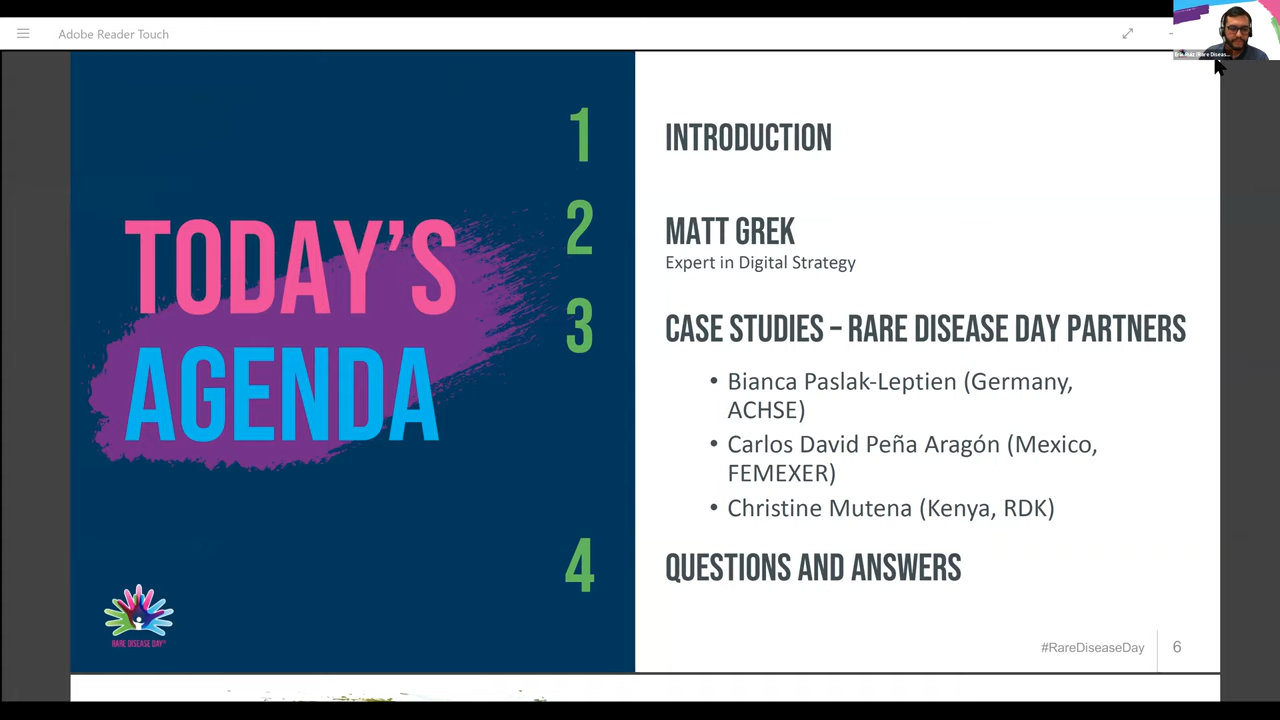 Adobe Reader Touch
TODAY'S
AGENDA
1
INTRODUCTION
2
MATT GREK
Expert in Digital Strategy
3
CASE STUDIES – RARE DISEASE DAY PARTNERS
• Bianca Paslak-Leptien (Germany,
ACHSE)
• Carlos David Peña Aragón (Mexico,
FEMEXER)
• Christine Mutena (Kenya, RDK)
4
QUESTIONS AND ANSWERS
RARE DISEASE DAY®
#RareDiseaseDay
6